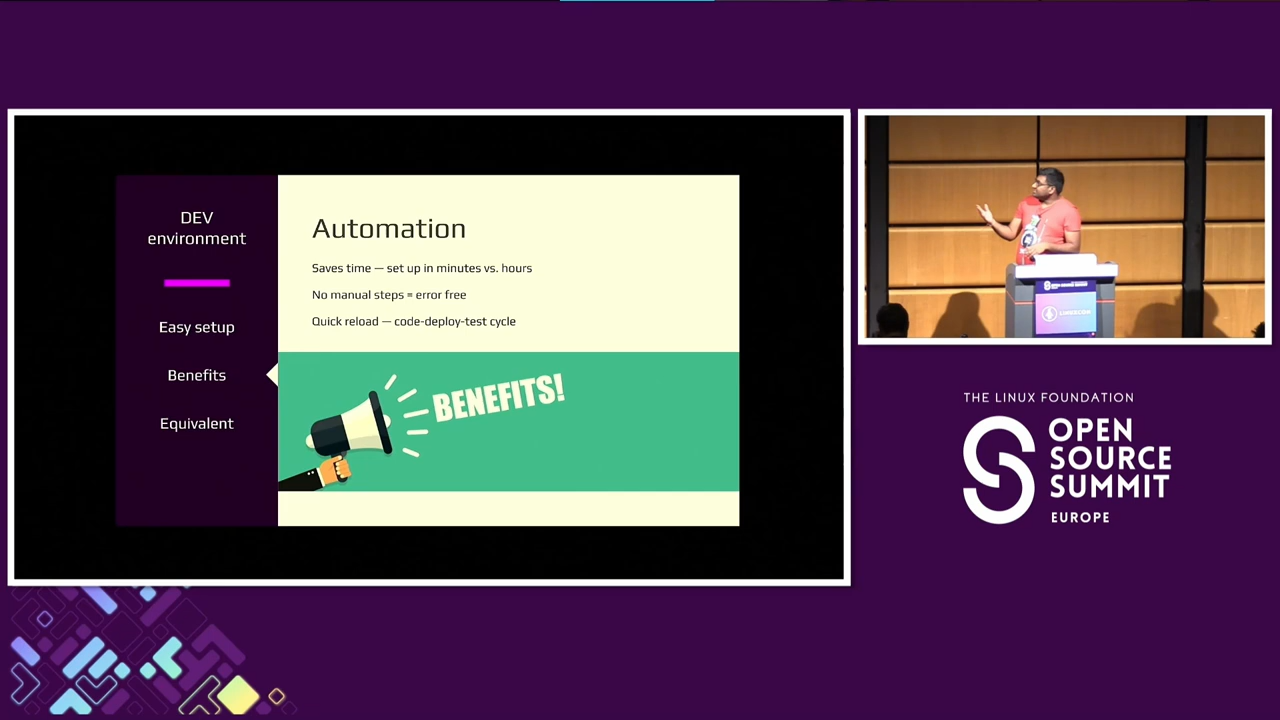 DEV
environment
Easy setup
Benefits
Equivalent
Automation
Saves time — set up in minutes vs. hours
No manual steps = error free
Quick reload — code-deploy-test cycle
BENEFITS!
THE LINUX FOUNDATION
OPEN
SOURCE
SUMMIT
EUROPE